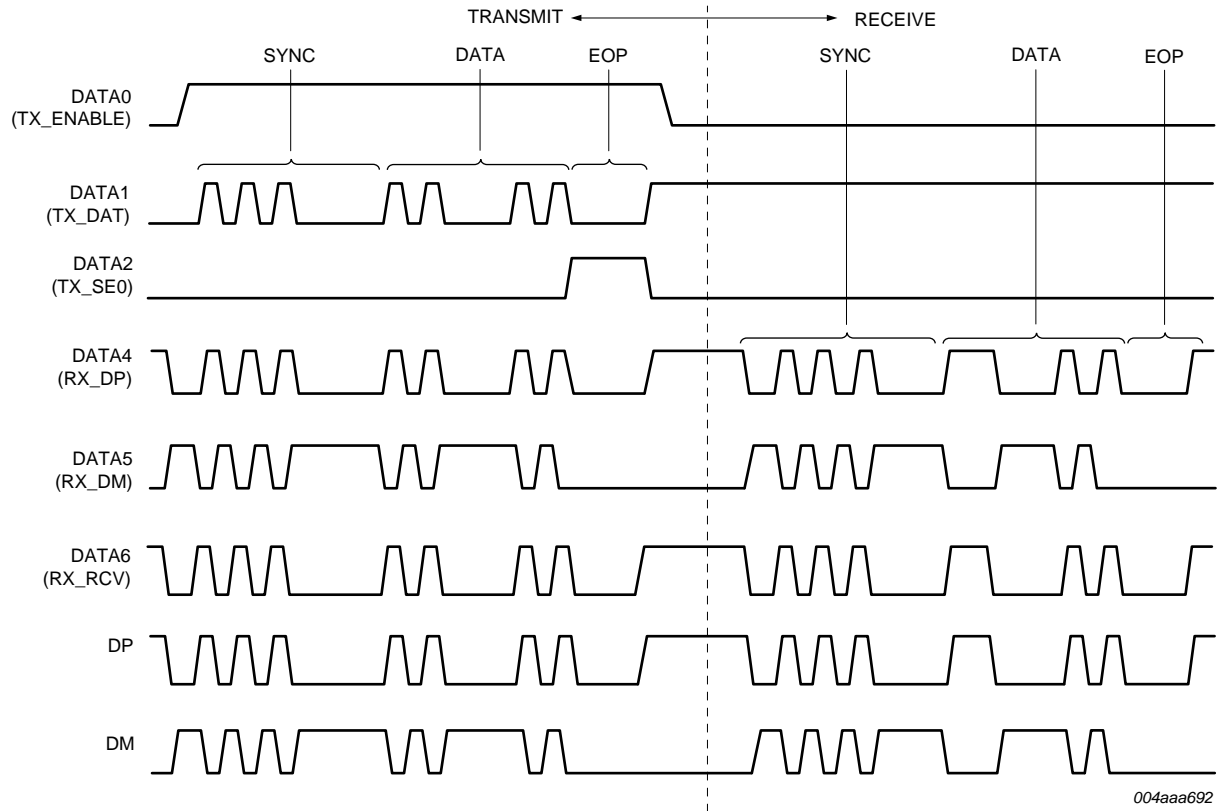 TRANSMIT
RECEIVE
SYNC
DATA
EOP
SYNC
DATA
EOP
DATA0
(TX_ENABLE)
DATA1
(TX_DAT)
DATA2
(TX_SE0)
DATA4
(RX_DP)
DATA5
(RX_DM)
DATA6
(RX_RCV)
DP
DM
004aaa692